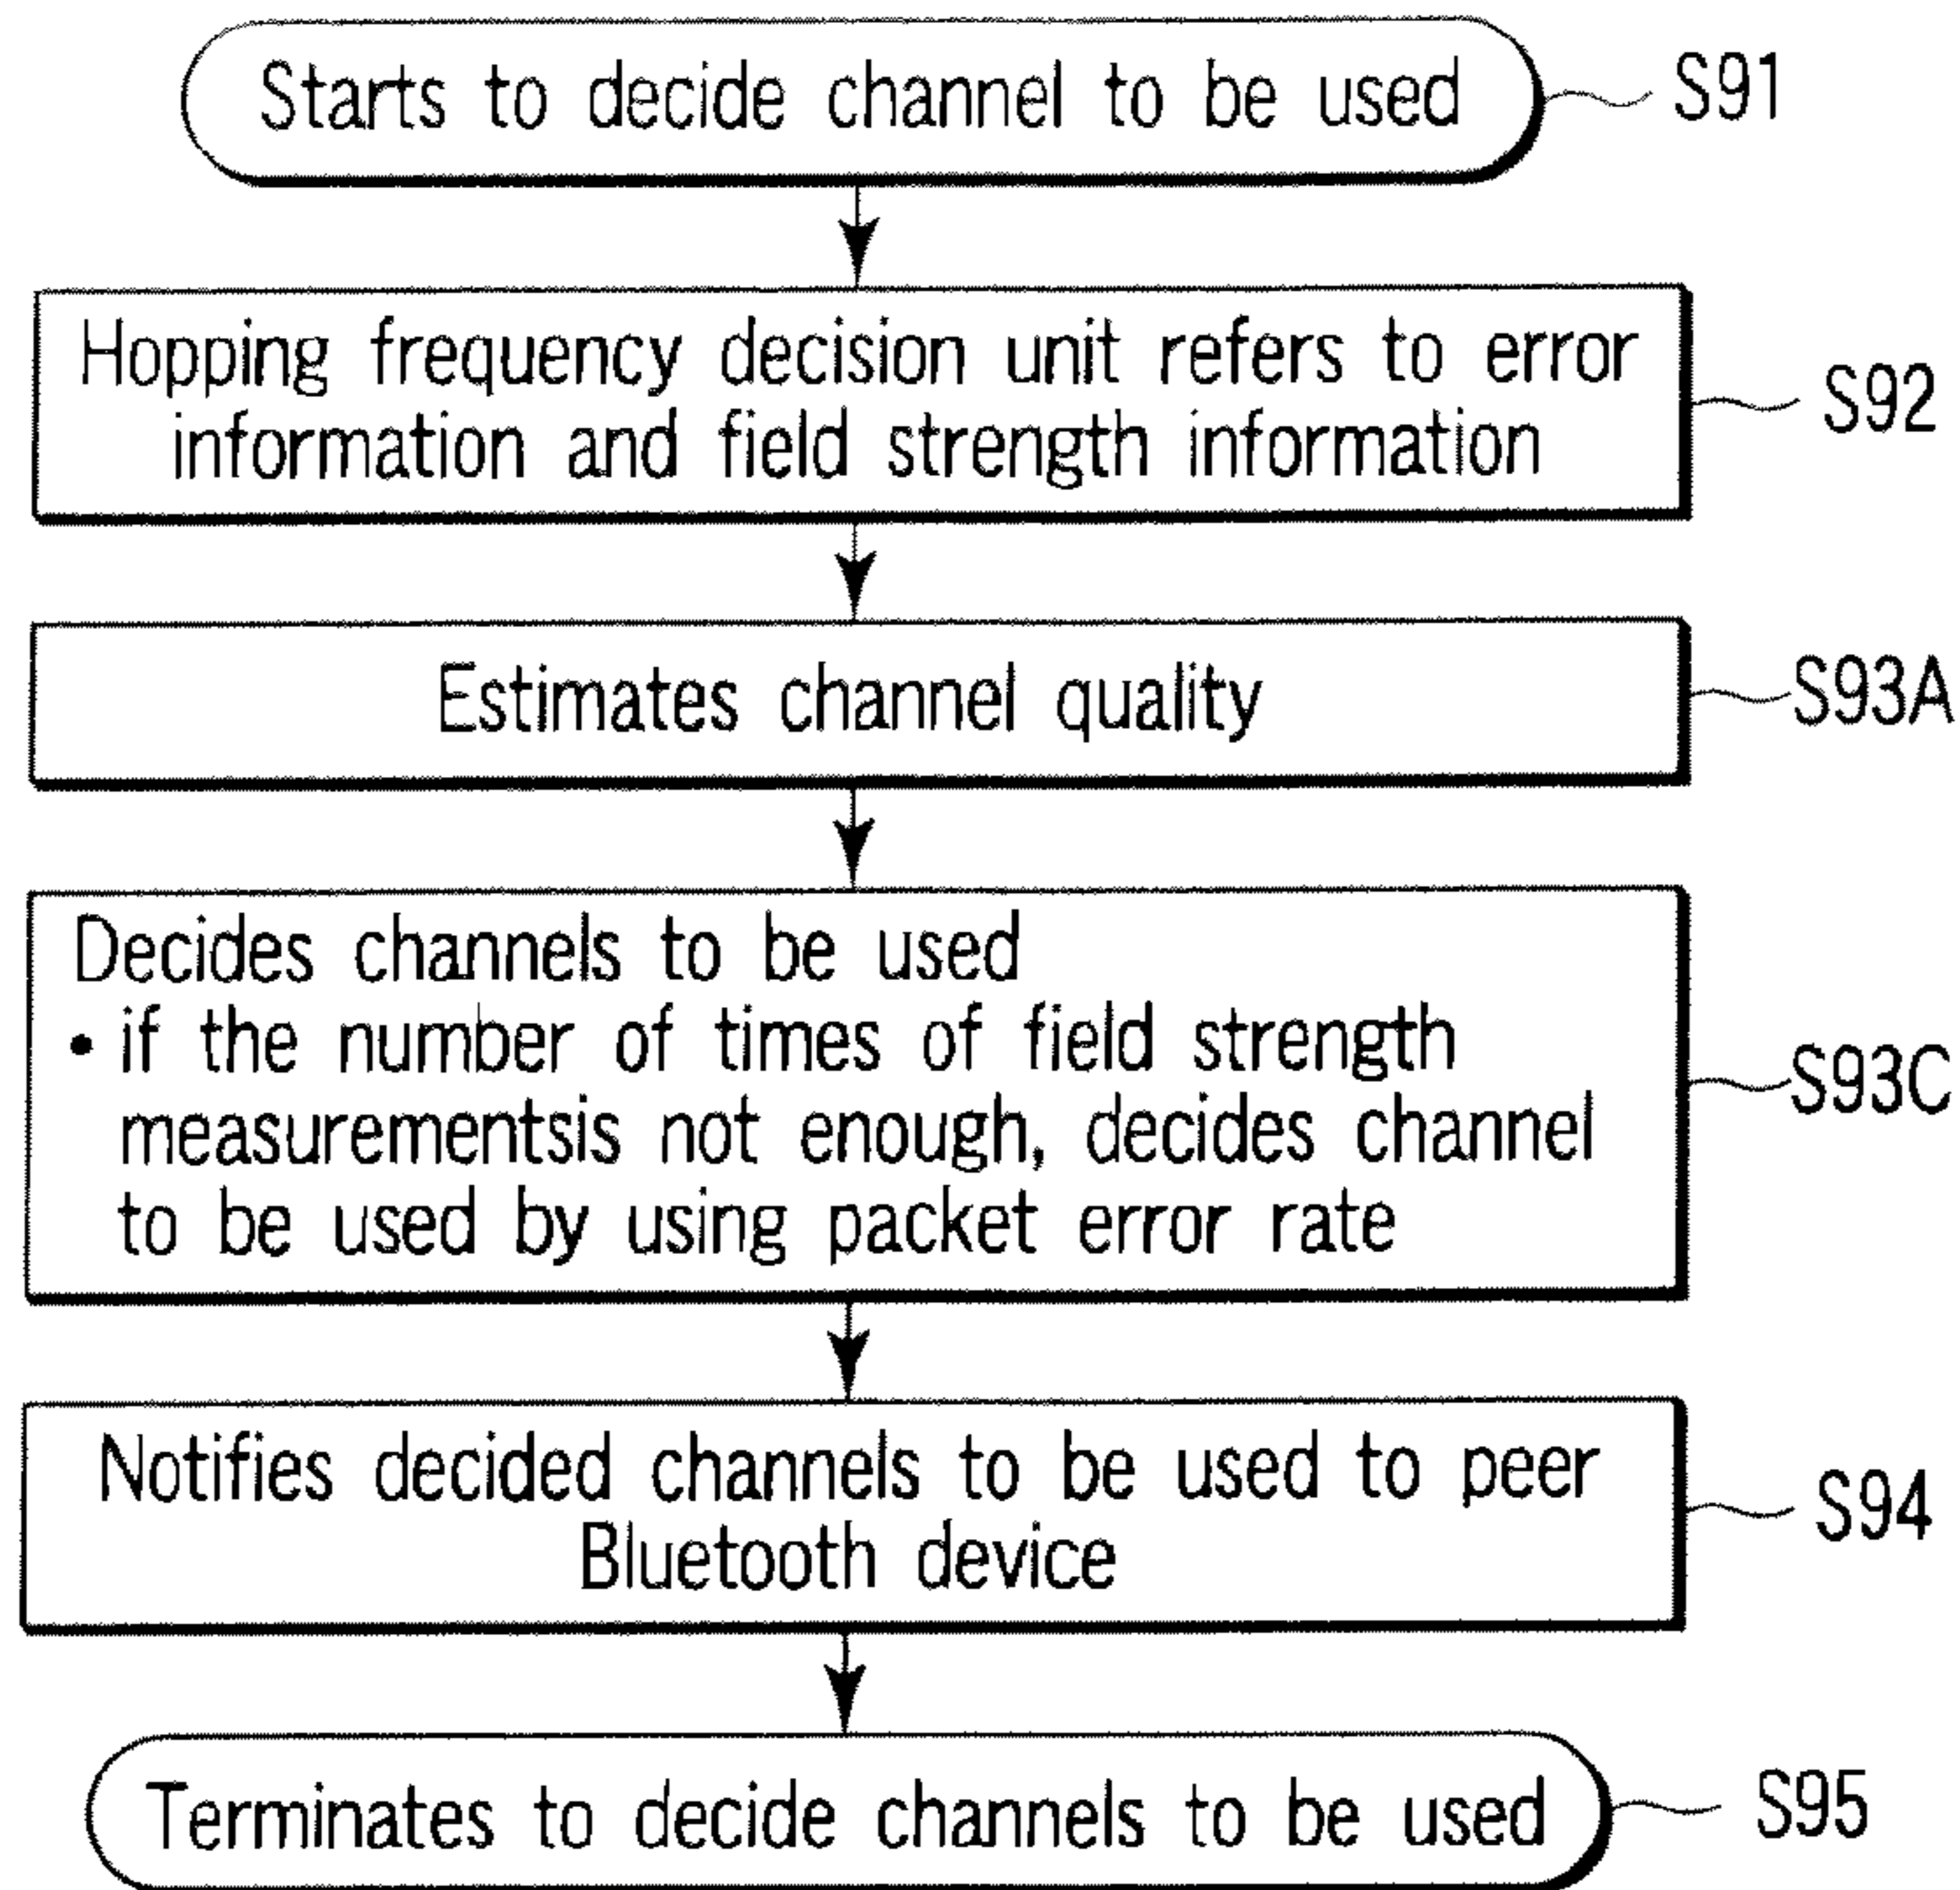 Starts to decide channel to be used
S91
Hopping frequency decision unit refers to error
information and field strength information
S92
Estimates channel quality
S93A
Decides channels to be used
• if the number of times of field strength
measurementsis not enough, decides channel
to be used by using packet error rate
S93C
Notifies decided channels to be used to peer
Bluetooth device
S94
Terminates to decide channels to be used
S95